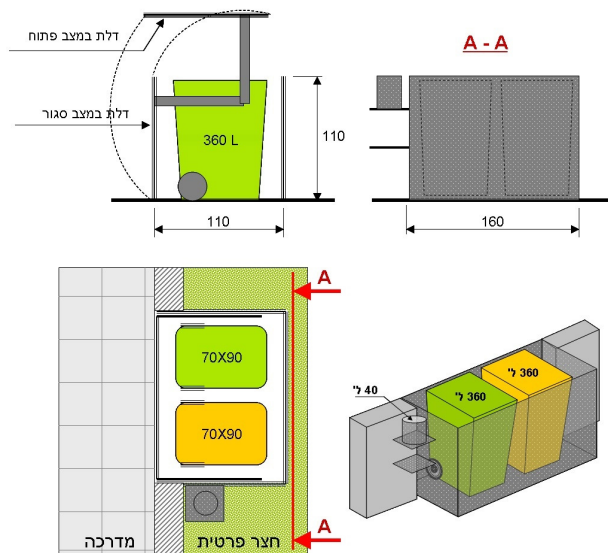 דלת במצב פתוח
דלת במצב סגור
360 L
110
110
A - A
160
A
70X90
70X90
A
מדרכה
חצר פרטית
40 ל'
360 ל'
360 ל'